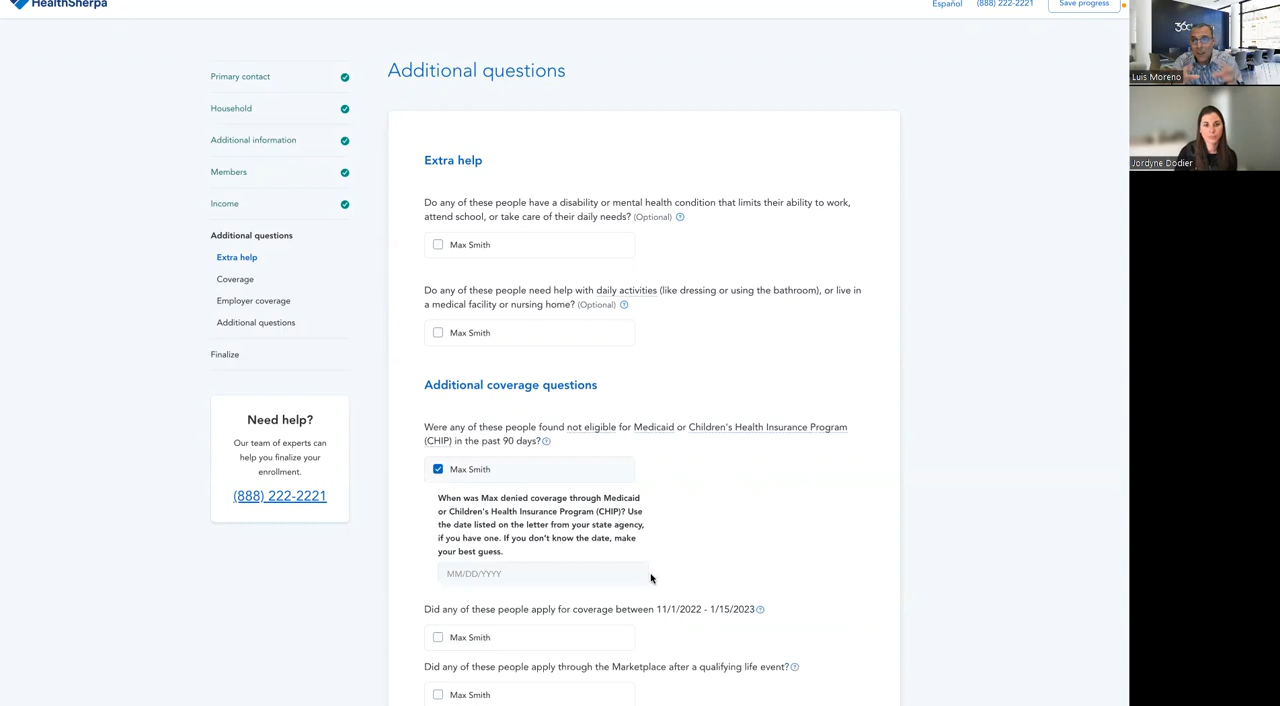 HealthSherpa
Español
(888) 222-2221
Save progress
Luis Moreno
Jordyne Dodier
Primary contact
Household
Additional information
Members
Income
Additional questions
Extra help
Coverage
Employer coverage
Additional questions
Finalize
Need help?
Our team of experts can
help you finalize your
enrollment.
(888) 222-2221
Additional questions
Extra help
Do any of these people have a disability or mental health condition that limits their ability to work,
attend school, or take care of their daily needs? (Optional)
Max Smith
Do any of these people need help with daily activities (like dressing or using the bathroom), or live in
a medical facility or nursing home? (Optional)
Max Smith
Additional coverage questions
Were any of these people found not eligible for Medicaid or Children's Health Insurance Program
(CHIP) in the past 90 days?
Max Smith
When was Max denied coverage through Medicaid
or Children's Health Insurance Program (CHIP)? Use
the date listed on the letter from your state agency,
if you have one. If you don't know the date, make
your best guess.
MM/DD/YYYY
Did any of these people apply for coverage between 11/1/2022 - 1/15/2023
Max Smith
Did any of these people apply through the Marketplace after a qualifying life event?
Max Smith